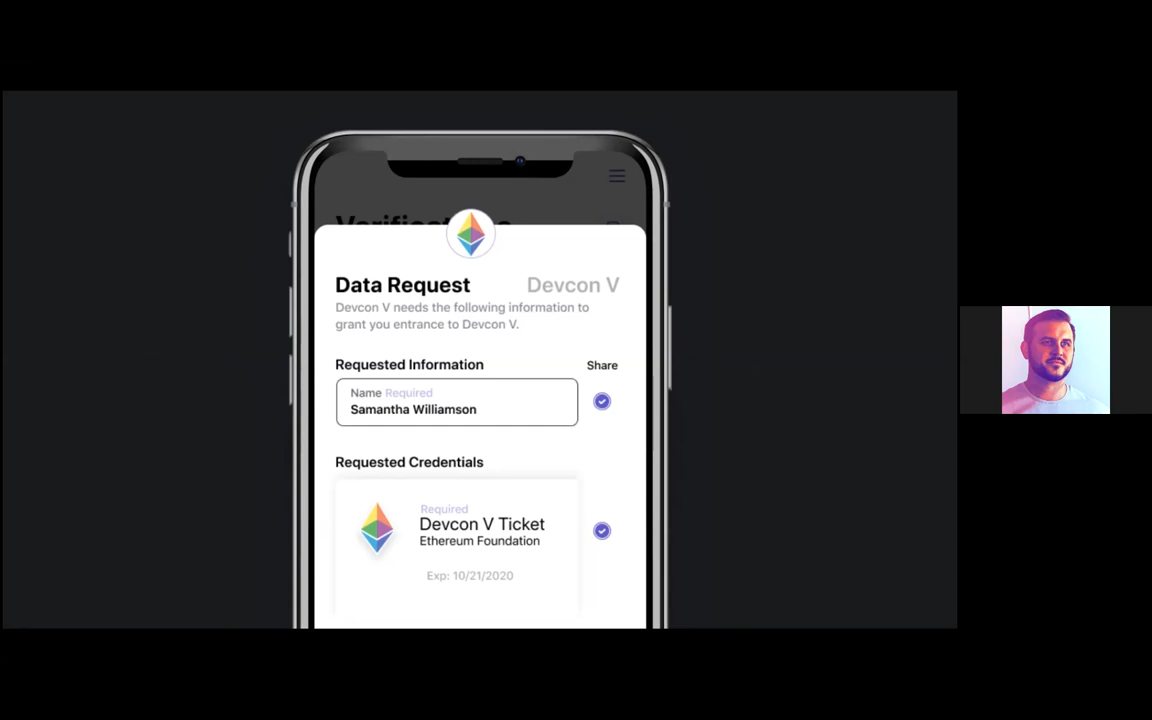 Data Request
Devcon V
Devcon V needs the following information to
grant you entrance to Devcon V.
Requested Information
Share
Name Required
Samantha Williamson
Requested Credentials
Required
Devcon V Ticket
Ethereum Foundation
Exp: 10/21/2020